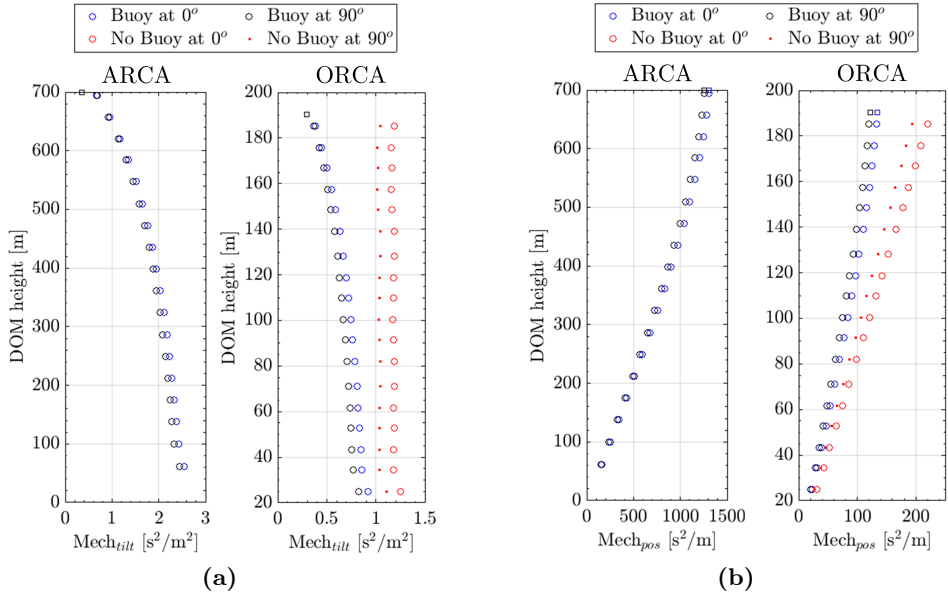 Buoy at 0° Buoy at 90° Buoy at 0° Buoy at 90°
No Buoy at 0° No Buoy at 90° No Buoy at 0° No Buoy at 90°
ARCA ORCA ARCA ORCA
700 200 700 200
600 180 600 180
500 160 500 160
400 140 400 140
300 120 300 120
200 100 200 100
100 80 100 80
0 60 0 60
40 40
20 20
DOM height [m] DOM height [m] DOM height [m]
0 1 2 3 0 0.5 1 1.5 0 500 1000 1500 0 100 200
Mech_tilt [s²/m²] Mech_tilt [s²/m²] Mech_pos [s²/m] Mech_pos [s²/m]
(a) (b)